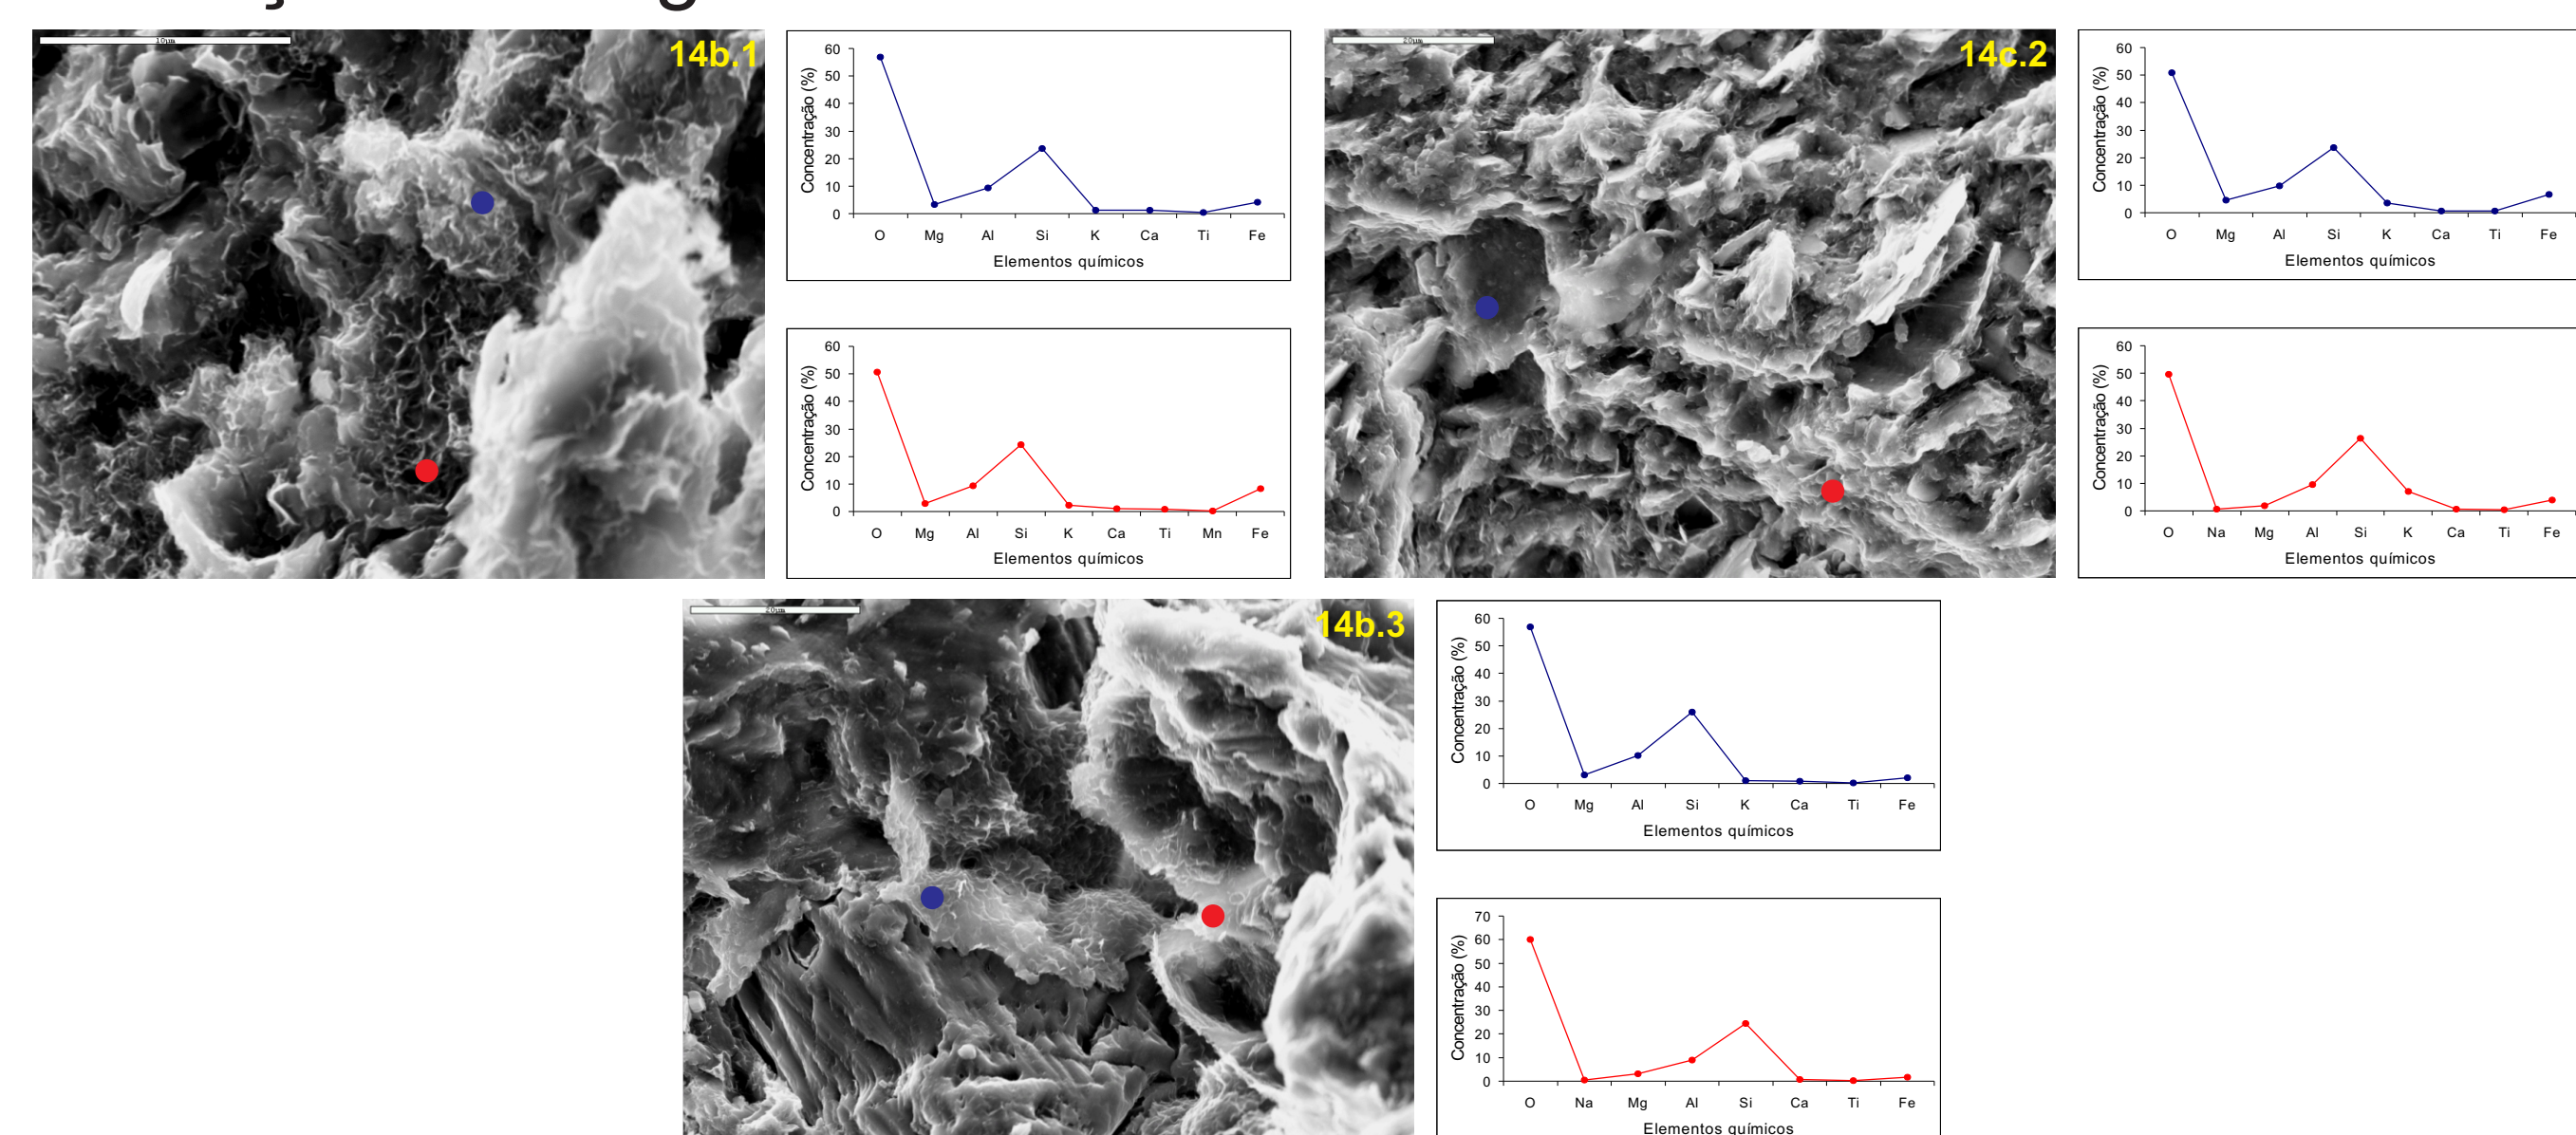 10µm
14b.1
60
50
40
30
20
10
0
Concentração (%)
O Mg Al Si K Ca Ti Fe
Elementos químicos
60
50
40
30
20
10
0
Concentração (%)
O Mg Al Si K Ca Ti Mn Fe
Elementos químicos
20µm
14c.2
60
50
40
30
20
10
0
Concentração (%)
O Mg Al Si K Ca Ti Fe
Elementos químicos
60
50
40
30
20
10
0
Concentração (%)
O Na Mg Al Si K Ca Ti Fe
Elementos químicos
20µm
14b.3
60
50
40
30
20
10
0
Concentração (%)
O Mg Al Si K Ca Ti Fe
Elementos químicos
70
60
50
40
30
20
10
0
Concentração (%)
O Na Mg Al Si Ca Ti Fe
Elementos químicos